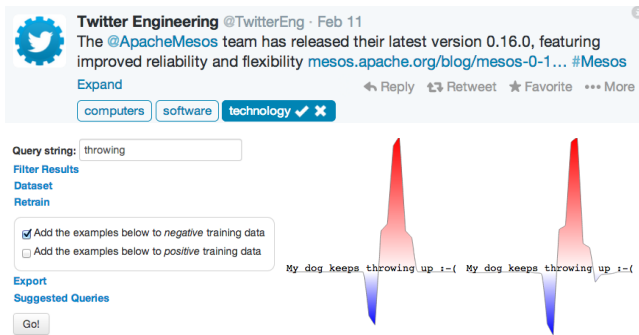 Twitter Engineering @TwitterEng · Feb 11
The @ApacheMesos team has released their latest version 0.16.0, featuring
improved reliability and flexibility mesos.apache.org/blog/mesos-0-1… #Mesos
Expand
Reply Retweet Favorite More
computers software technology
Query string: throwing
Filter Results
Dataset
Retrain
Add the examples below to negative training data
Add the examples below to positive training data
Export
Suggested Queries
Go!
My dog keeps throwing up :-( My dog keeps throwing up :-(